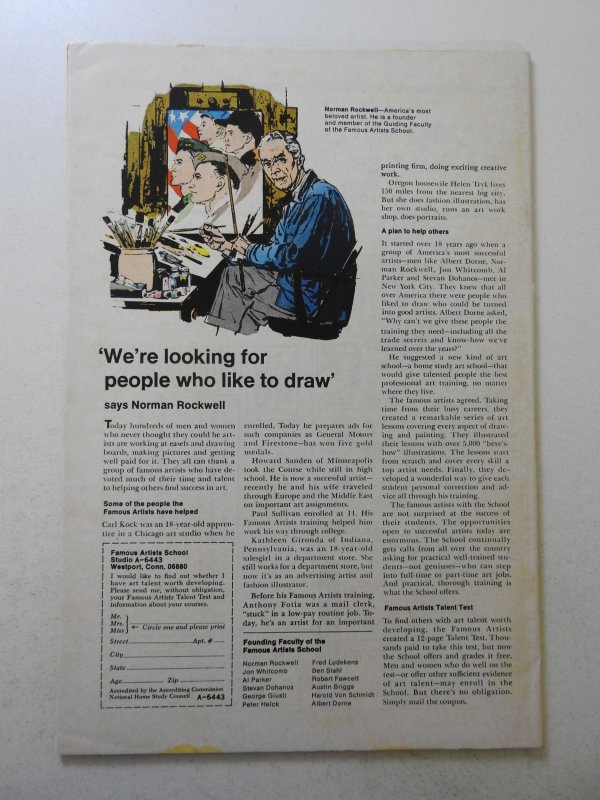 Norman Rockwell—America's most
beloved artist. He is a founder
and member of the Guiding Faculty
of the Famous Artists School.
'We're looking for
people who like to draw'
says Norman Rockwell
Today hundreds of men and women
who never thought they could be art-
ists are working at easels and drawing
boards, making pictures and getting
well paid for it. They all can thank a
group of famous artists who have de-
voted much of their time and talent
to helping others find success in art.
Some of the people the
Famous Artists have helped
Carl Kock was an 18-year-old appren-
tice in a Chicago art studio when he
Famous Artists School
Studio A-6443
Westport, Conn. 06880
I would like to find out whether I
have art talent worth developing.
Please send me, without obligation,
your Famous Artists Talent Test and
information about your courses.
Mr.
Mrs. ← Circle one and please print
Miss
Street Apt. #
City
State
Age Zip
Accredited by the Accrediting Commission
National Home Study Council A-6443
enrolled. Today he prepares ads for
such companies as General Motors
and Firestone—has won five gold
medals.
Howard Sanden of Minneapolis
took the Course while still in high
school. He is now a successful artist—
recently he and his wife traveled
through Europe and the Middle East
on important art assignments.
Paul Sullivan enrolled at 14. His
Famous Artists training helped him
work his way through college.
Kathleen Gironda of Indiana,
Pennsylvania, was an 18-year-old
salesgirl in a department store. She
still works for a department store, but
now it's as an advertising artist and
fashion illustrator.
Before his Famous Artists training,
Anthony Fotia was a mail clerk,
"stuck" in a low-pay routine job. To-
day, he's an artist for an important
Founding Faculty of the
Famous Artists School
Norman Rockwell
Jon Whitcomb
Al Parker
Stevan Dohanos
George Giusti
Peter Helck
Fred Ludekens
Ben Stahl
Robert Fawcett
Austin Briggs
Harold Von Schmidt
Albert Dorne
printing firm, doing exciting creative
work.
Oregon housewife Helen Tryk lives
150 miles from the nearest big city.
But she does fashion illustration, has
her own studio, runs an art work
shop, does portraits.
A plan to help others
It started over 18 years ago when a
group of America's most successful
artists—men like Albert Dorne, Nor-
man Rockwell, Jon Whitcomb, Al
Parker and Stevan Dohanos—met in
New York City. They knew that all
over America there were people who
liked to draw who could be turned
into good artists. Albert Dorne asked,
"Why can't we give these people the
training they need—including all the
trade secrets and know-how we've
learned over the years?"
He suggested a new kind of art
school—a home study art school—that
would give talented people the best
professional art training, no matter
where they live.
The famous artists agreed. Taking
time from their busy careers, they
created a remarkable series of art
lessons covering every aspect of draw-
ing and painting. They illustrated
their lessons with over 5,000 "here's-
how" illustrations. The lessons start
from scratch and cover every skill a
top artist needs. Finally, they de-
veloped a wonderful way to give each
student personal correction and ad-
vice all through his training.
The famous artists with the School
are not surprised at the success of
their students. The opportunities
open to successful artists today are
enormous. The School continually
gets calls from all over the country
asking for practical well-trained stu-
dents—not geniuses—who can step
into full-time or part-time art jobs.
And practical, thorough training is
what the School offers.
Famous Artists Talent Test
To find others with art talent worth
developing, the Famous Artists
created a 12-page Talent Test. Thou-
sands paid to take this test, but now
the School offers and grades it free.
Men and women who do well on the
test—or offer other sufficient evidence
of art talent—may enroll in the
School. But there's no obligation.
Simply mail the coupon.